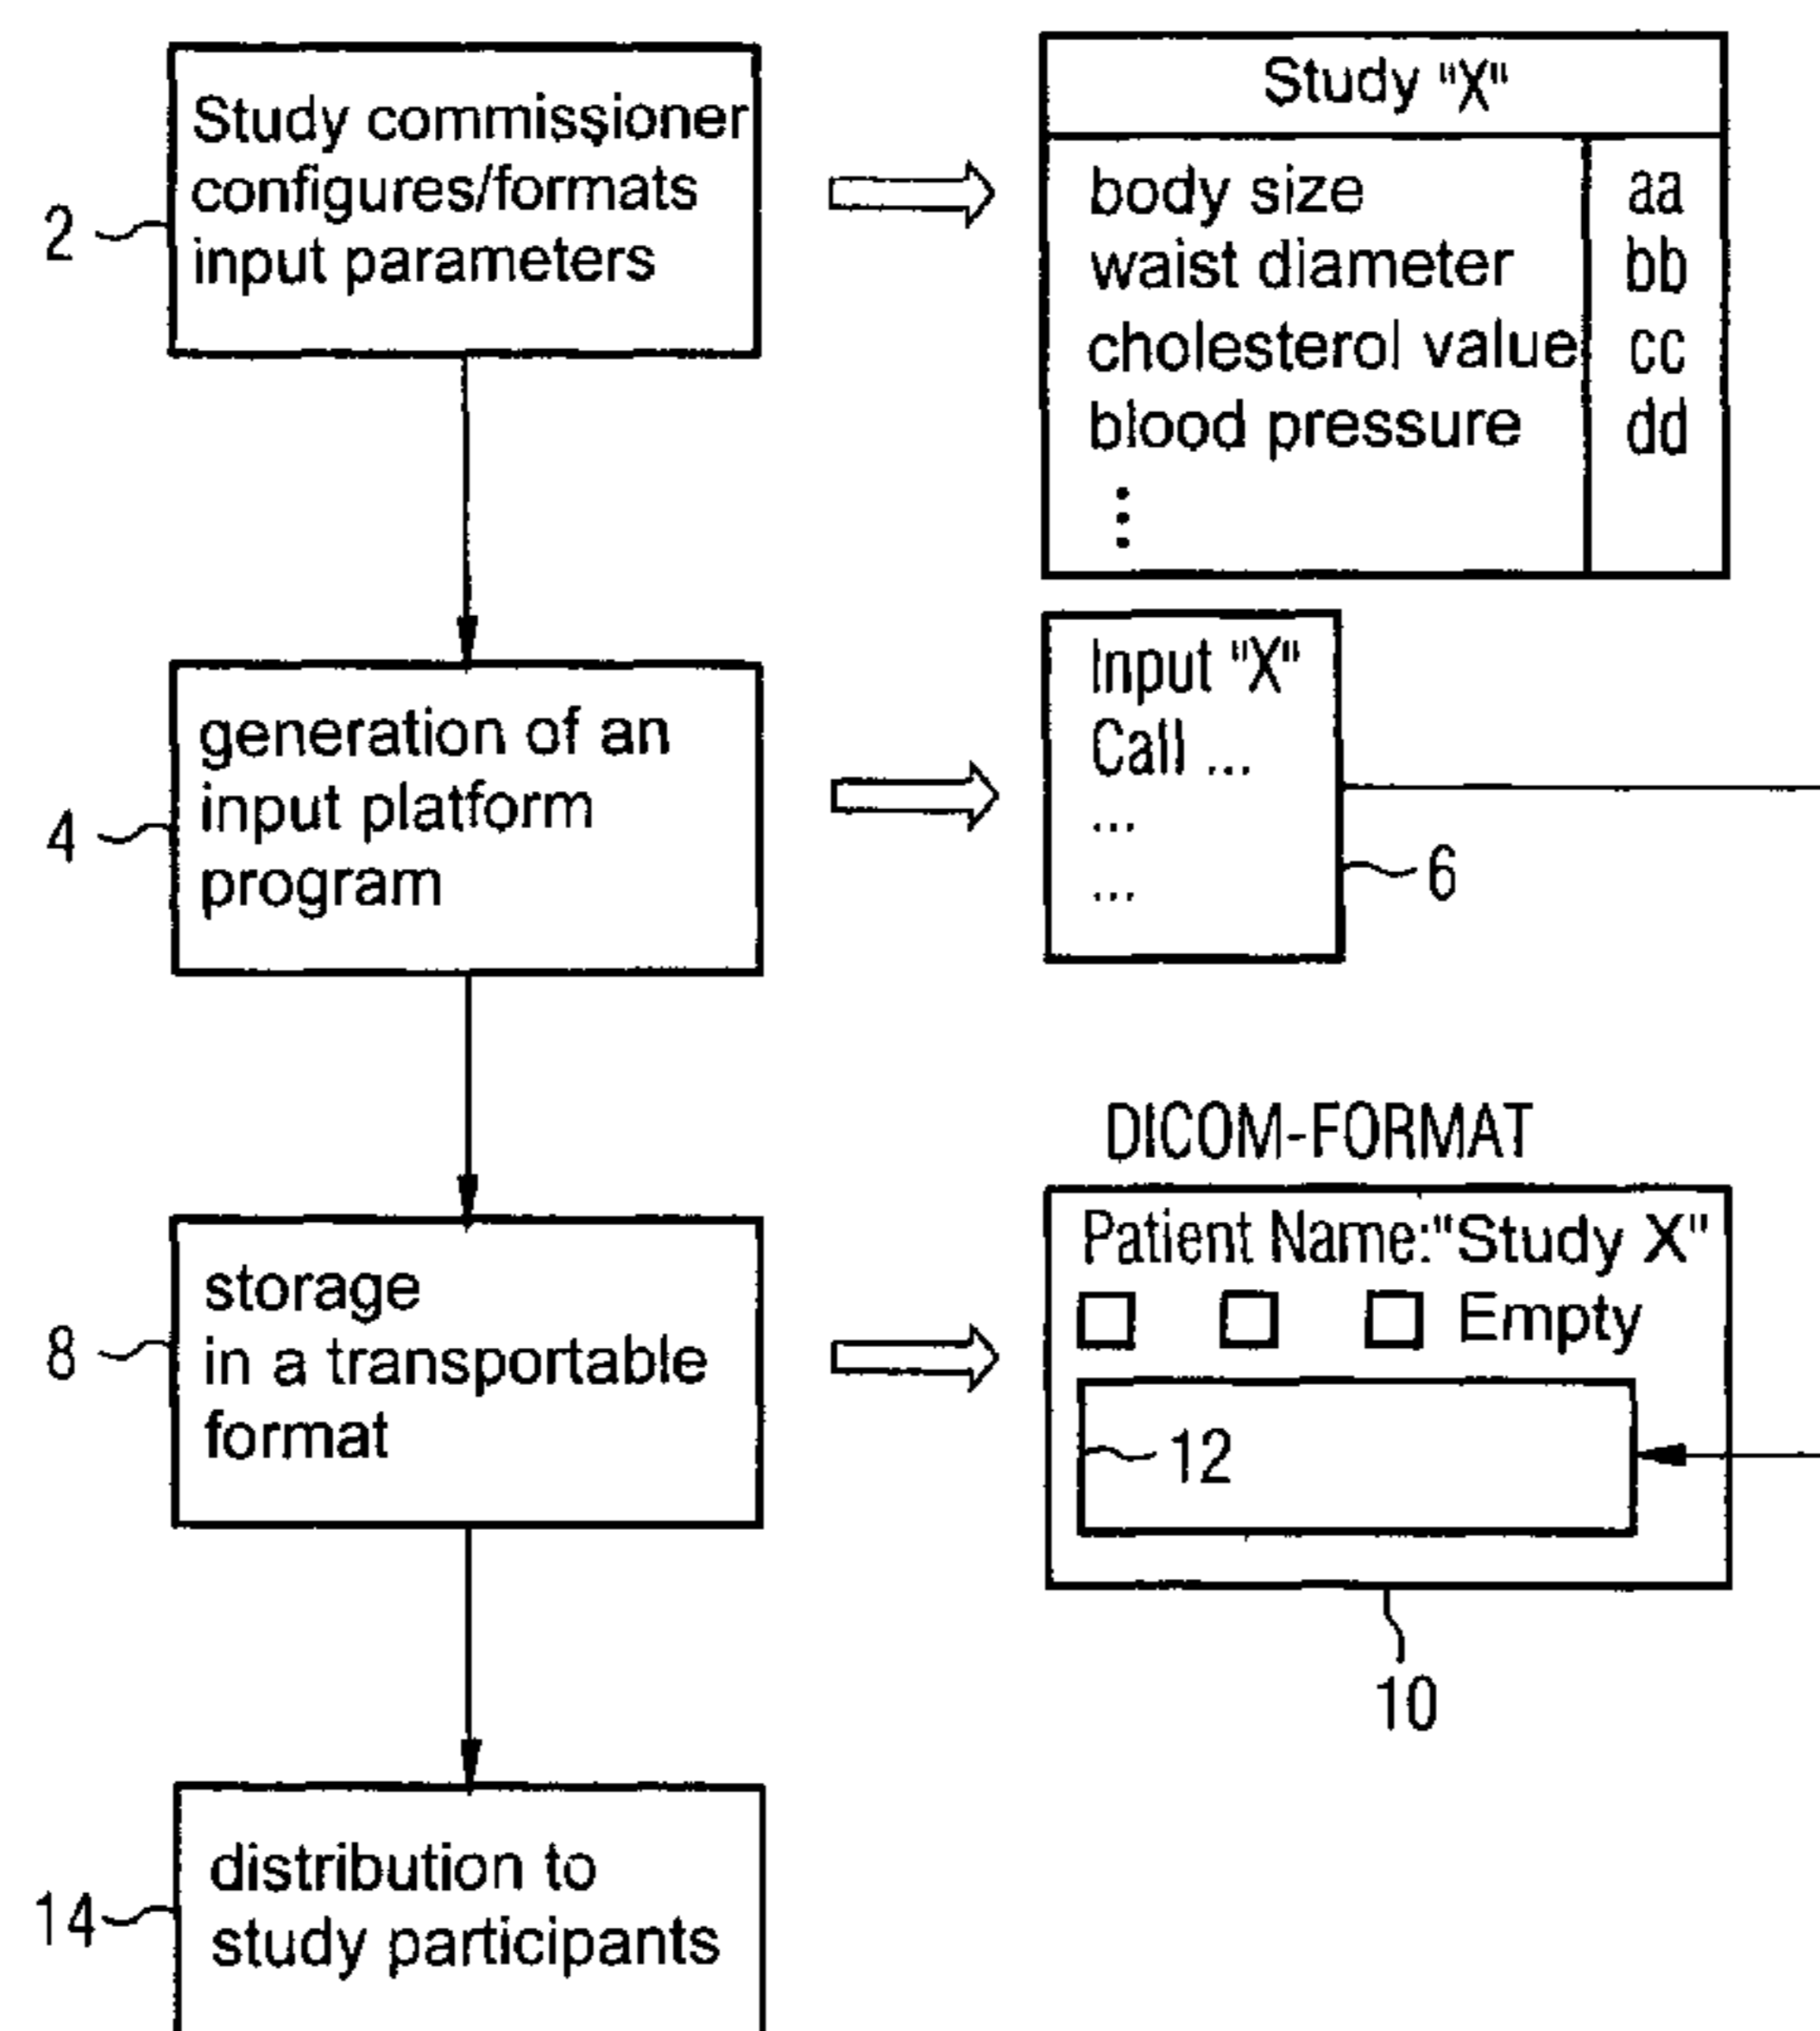 Study commissioner
configures/formats
input parameters
2
Study "X"
body size aa
waist diameter bb
cholesterol value cc
blood pressure dd
generation of an
input platform
program
4
Input "X"
Call ...
...
...
6
storage
in a transportable
format
8
DICOM-FORMAT
Patient Name:"Study X"
Empty
12
10
distribution to
study participants
14